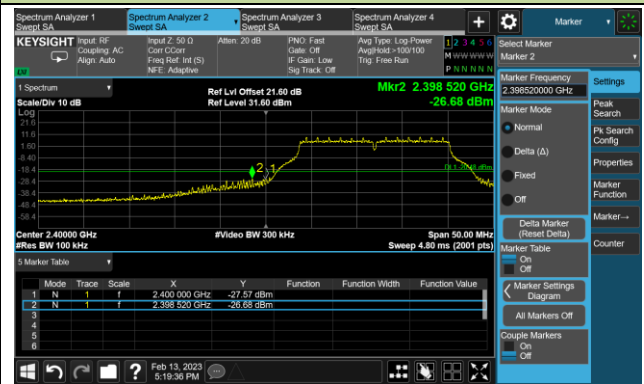 Spectrum Analyzer 1
Swept SA
Spectrum Analyzer 2
Swept SA
Spectrum Analyzer 3
Swept SA
Spectrum Analyzer 4
Swept SA
+
Marker
KEYSIGHT
Input: RF
Coupling: AC
Align: Auto
Input Z: 50 Ω
Corr CCorr
Freq Ref: Int (S)
NFE: Adaptive
Atten: 20 dB
PNO: Fast
Gate: Off
IF Gain: Low
Sig Track: Off
Avg Type: Log-Power
Avg|Hold:>100/100
Trig: Free Run
1 2 3 4 5 6
M W W W W W
P N N N N N
Select Marker
Marker 2
1 Spectrum
Scale/Div 10 dB
Log
Ref Lvl Offset 21.60 dB
Ref Level 31.60 dBm
Mkr2 2.398 520 GHz
-26.68 dBm
21.6
11.6
1.60
-8.40
-18.4
-28.4
-38.4
-48.4
-58.4
2
1
Center 2.40000 GHz
#Res BW 100 kHz
#Video BW 300 kHz
Span 50.00 MHz
Sweep 4.80 ms (2001 pts)
5 Marker Table
Mode Trace Scale X Y Function Function Width Function Value
1 N 1 f 2.400 000 GHz -27.57 dBm
2 N 1 f 2.398 520 GHz -26.68 dBm
3
4
5
6
Marker Frequency
2.398520000 GHz
Marker Mode
Normal
Delta (Δ)
Fixed
Off
Delta Marker
(Reset Delta)
Marker Table
On
Off
Marker Settings
Diagram
All Markers Off
Couple Markers
On
Off
Settings
Peak
Search
Pk Search
Config
Properties
Marker
Function
Marker→
Counter
?
Feb 13, 2023
5:19:36 PM